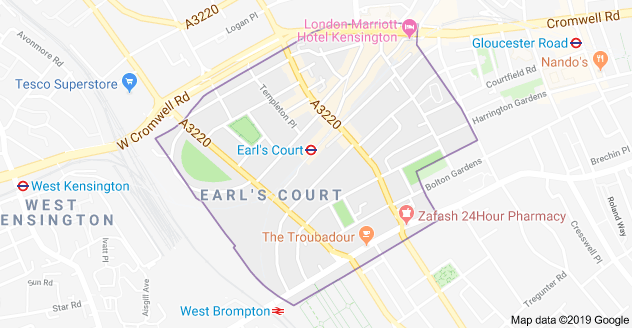 A3220
Logan Pl
London Marriott
Hotel Kensington
Cromwell Rd
Avonmore Rd
Gloucester Road
Nando's
Tesco Superstore
Courtfield Rd
Templeton Pl
A3220
Harrington Gardens
W Cromwell Rd
A3220
Earl's Court
Brechin Pl
Bolton Gardens
West Kensington
EARL'S COURT
WEST
ENSINGTON
Roland Way
Zafash 24Hour Pharmacy
Cresswell Pl
The Troubadour
Ivatt Pl
Sun Rd
Aisgill Ave
Tregunter Rd
Star Rd
West Brompton
Map data ©2019 Google